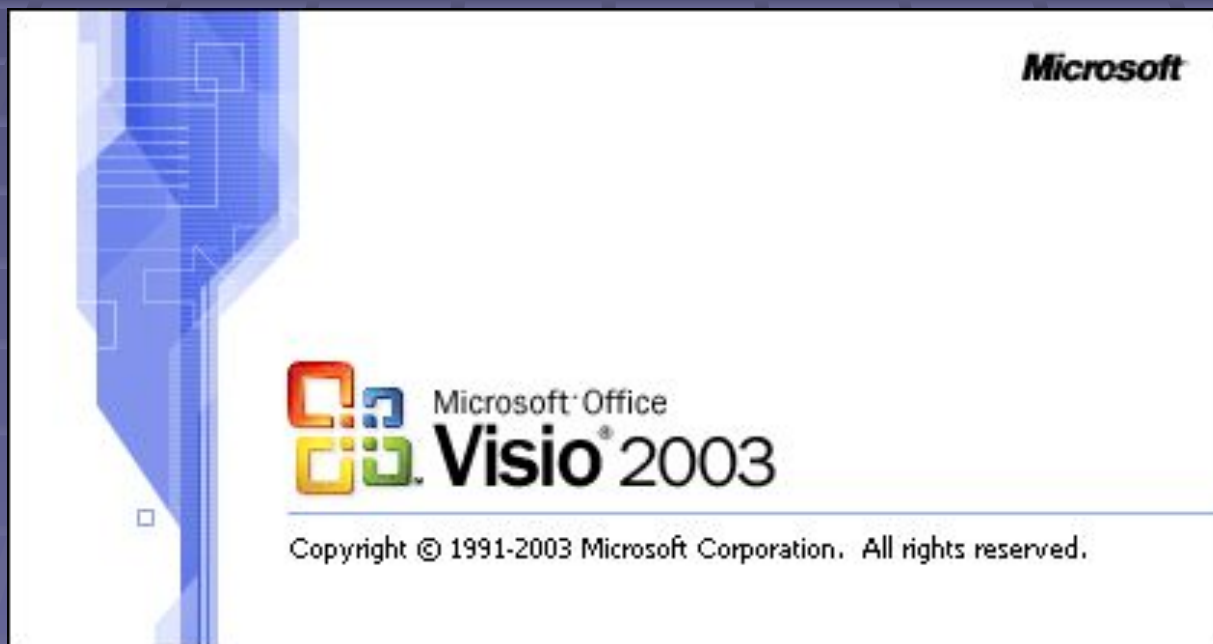 Microsoft
Microsoft Office
Visio® 2003
Copyright © 1991-2003 Microsoft Corporation. All rights reserved.